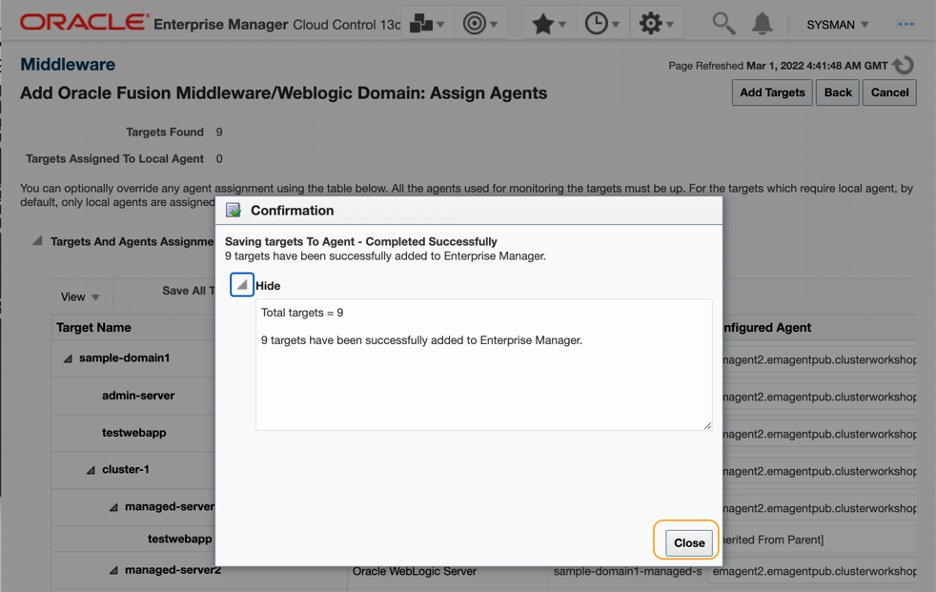 ORACLE® Enterprise Manager Cloud Control 13c
SYSMAN
Middleware
Page Refreshed Mar 1, 2022 4:41:48 AM GMT
Add Oracle Fusion Middleware/Weblogic Domain: Assign Agents
Add Targets Back Cancel
Targets Found 9
Targets Assigned To Local Agent 0
You can optionally override any agent assignment using the table below. All the agents used for monitoring the targets must be up. For the targets which require local agent, by
default, only local agents are assigned
Confirmation
Targets And Agents Assignme
Saving targets To Agent - Completed Successfully
9 targets have been successfully added to Enterprise Manager.
Hide
View
Save All T
Total targets = 9
9 targets have been successfully added to Enterprise Manager.
Target Name
nfigured Agent
sample-domain1
emagent2.emagentpub.clusterworkshop
admin-server
emagent2.emagentpub.clusterworkshop
testwebapp
emagent2.emagentpub.clusterworkshop
cluster-1
emagent2.emagentpub.clusterworkshop
managed-server
emagent2.emagentpub.clusterworkshop
testwebapp
herited From Parent]
Close
managed-server2
Oracle WebLogic Server
sample-domain1-managed-s
emagent2.emagentpub.clusterworkshop